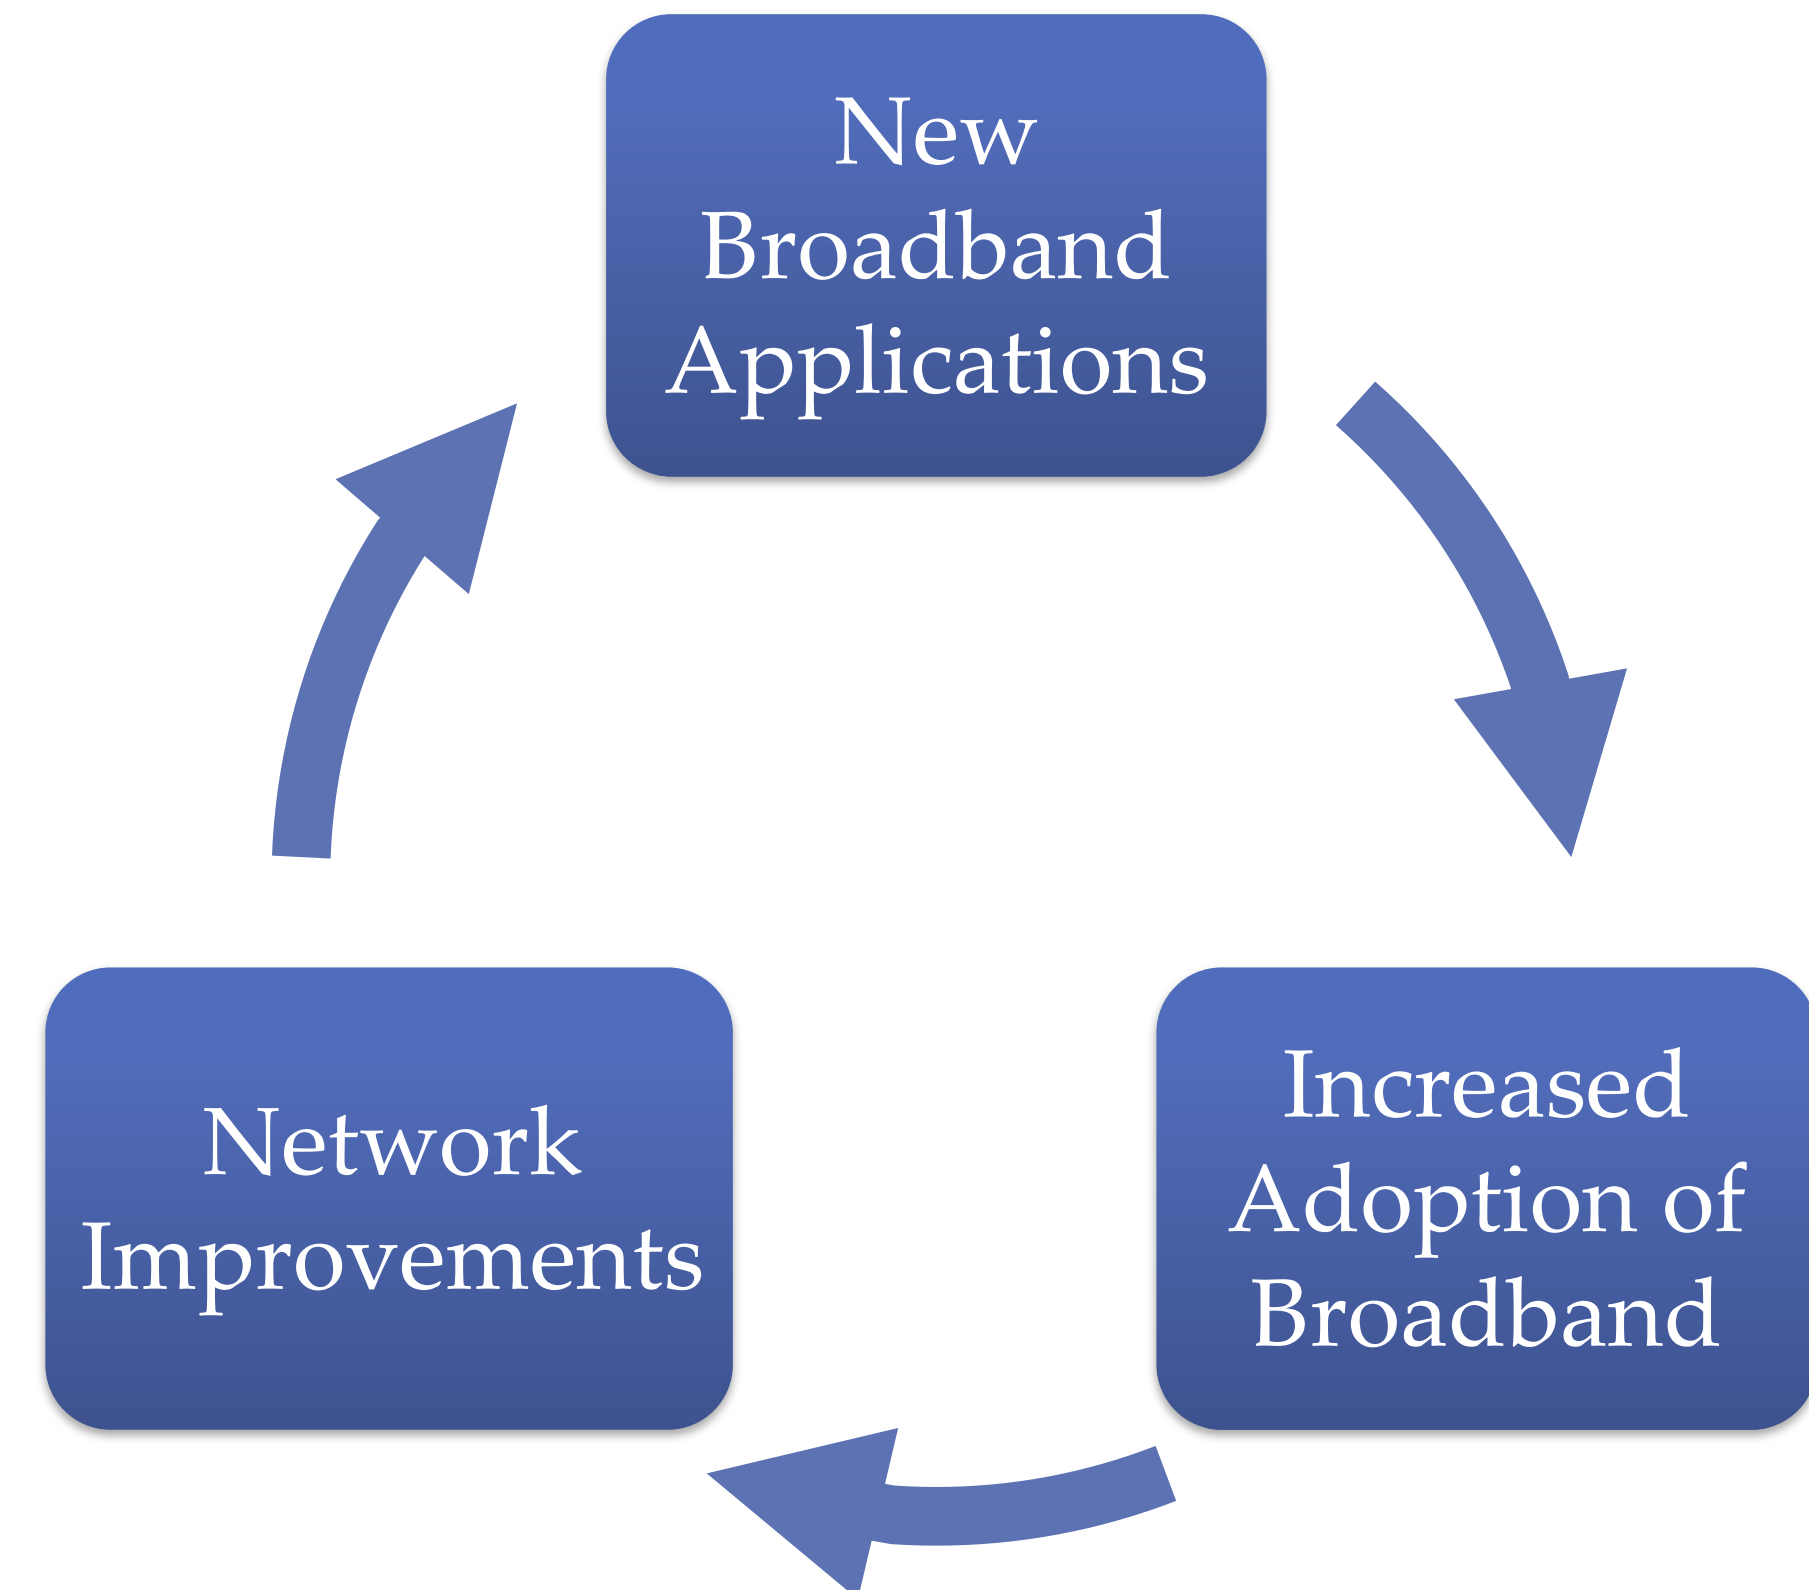 New
Broadband
Applications
Network
Improvements
Increased
Adoption of
Broadband